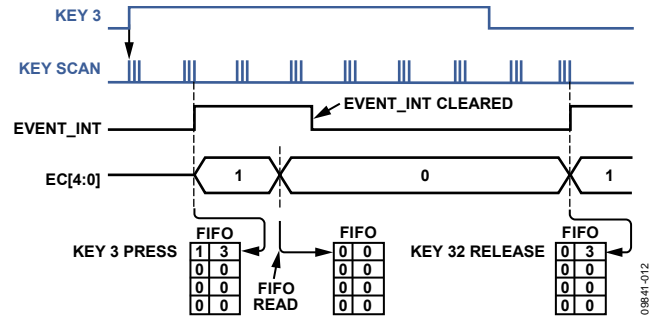 KEY 3
KEY SCAN
EVENT_INT CLEARED
EVENT_INT
EC[4:0]
1
0
1
KEY 3 PRESS
FIFO
1 3
0 0
0 0
0 0
FIFO READ
FIFO
0 0
0 0
0 0
0 0
KEY 32 RELEASE
FIFO
0 3
0 0
0 0
0 0
09841-012